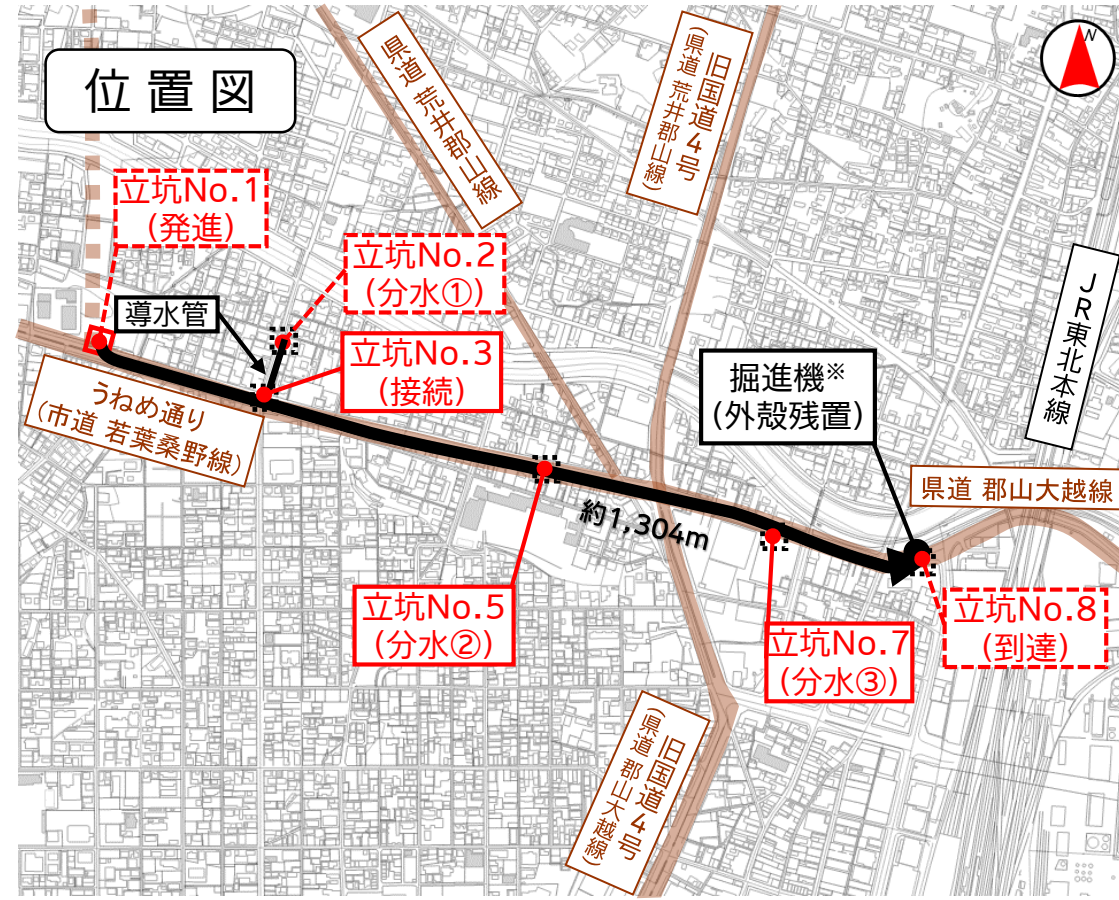 位置図
N
県道 荒井郡山線
旧国道4号
(県道 荒井郡山線)
立坑No.1
(発進)
立坑No.2
(分水①)
導水管
立坑No.3
(接続)
JR東北本線
掘進機※
(外殻残置)
うねめ通り
(市道 若葉桑野線)
県道 郡山大越線
約1,304m
立坑No.5
(分水②)
立坑No.7
(分水③)
立坑No.8
(到達)
旧国道4号
(県道 郡山大越線)